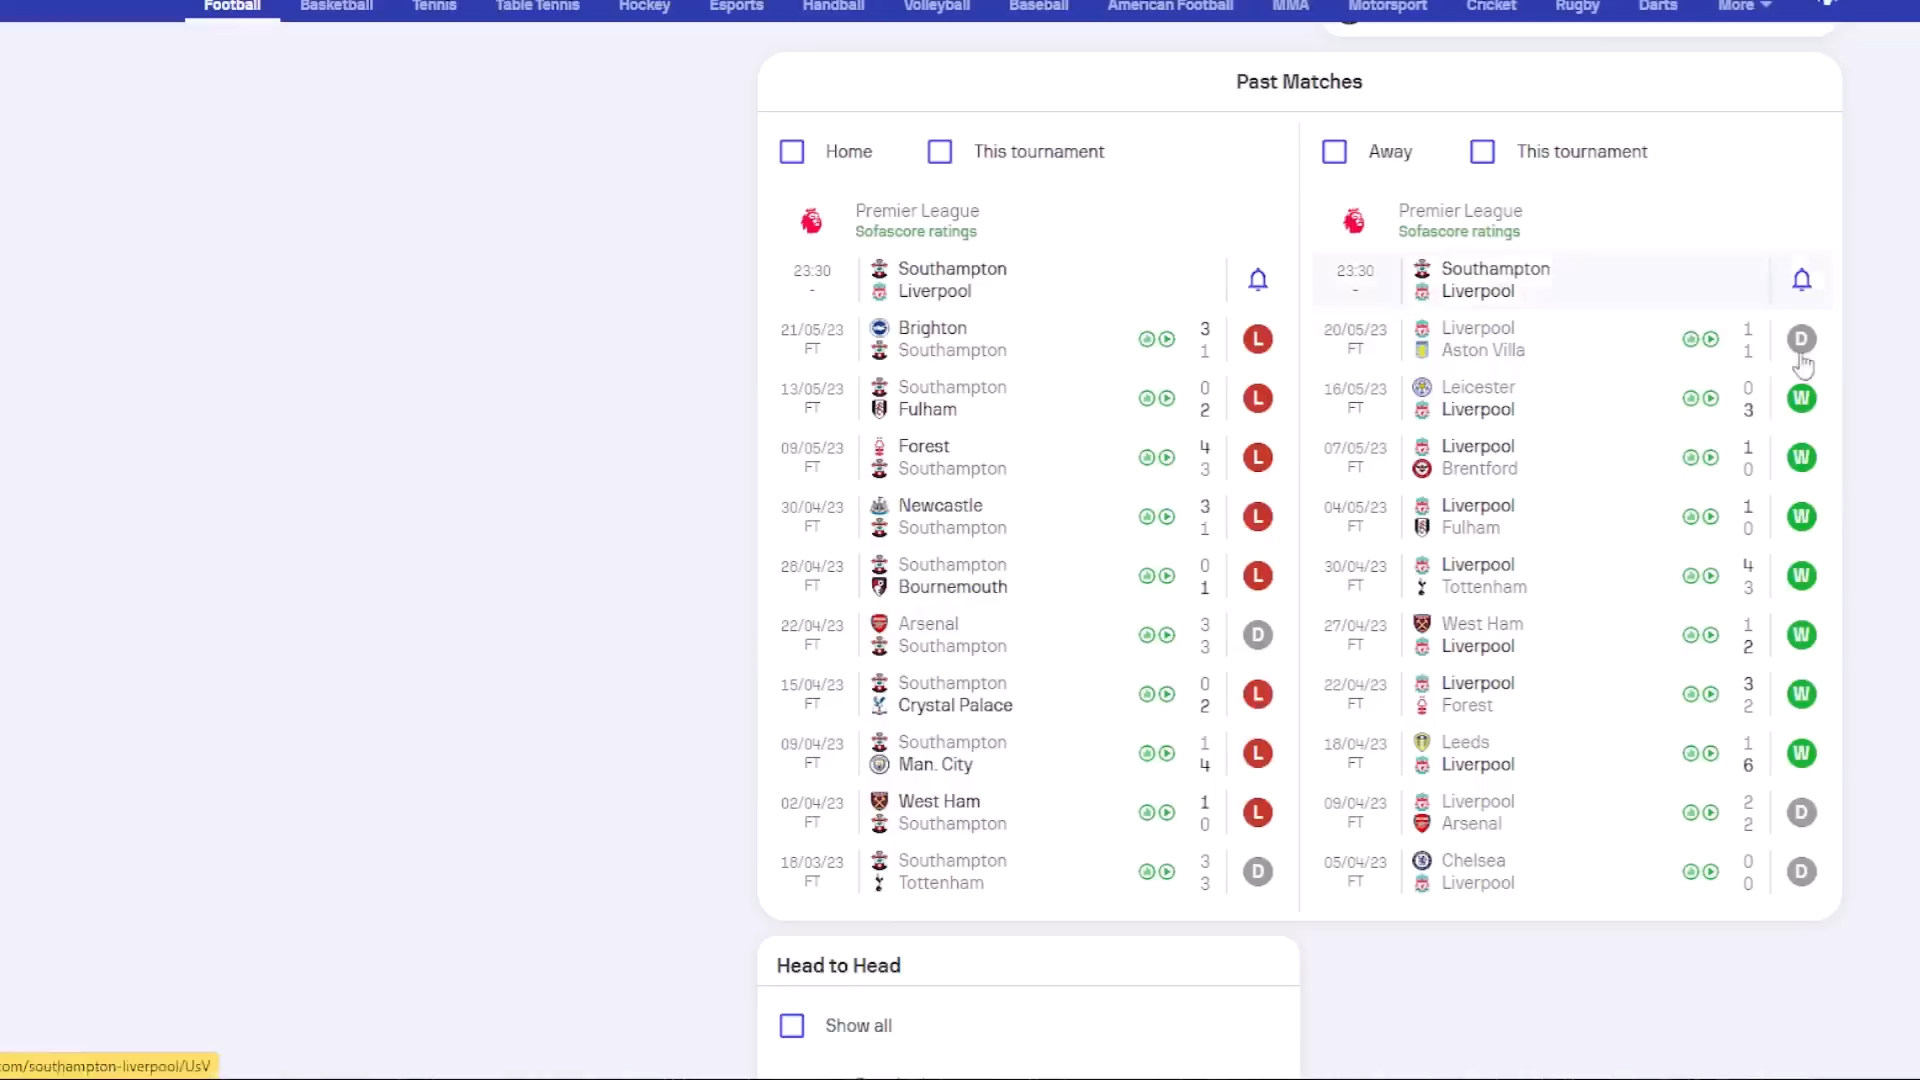 Football Basketball Tennis Table Tennis Hockey Esports Handball Volleyball Baseball American Football MMA Motorsport Cricket Rugby Darts More
Past Matches
Home This tournament
Premier League
Sofascore ratings
23:30 Southampton
- Liverpool
21/05/23 Brighton 3 L
FT Southampton 1
13/05/23 Southampton 0 L
FT Fulham 2
09/05/23 Forest 4 L
FT Southampton 3
30/04/23 Newcastle 3 L
FT Southampton 1
28/04/23 Southampton 0 L
FT Bournemouth 1
22/04/23 Arsenal 3 D
FT Southampton 3
15/04/23 Southampton 0 L
FT Crystal Palace 2
09/04/23 Southampton 1 L
FT Man. City 4
02/04/23 West Ham 1 L
FT Southampton 0
18/03/23 Southampton 3 D
FT Tottenham 3
Away This tournament
Premier League
Sofascore ratings
23:30 Southampton
- Liverpool
20/05/23 Liverpool 1 D
FT Aston Villa 1
16/05/23 Leicester 0 W
FT Liverpool 3
07/05/23 Liverpool 1 W
FT Brentford 0
04/05/23 Liverpool 1 W
FT Fulham 0
30/04/23 Liverpool 4 W
FT Tottenham 3
27/04/23 West Ham 1 W
FT Liverpool 2
22/04/23 Liverpool 3 W
FT Forest 2
18/04/23 Leeds 1 W
FT Liverpool 6
09/04/23 Liverpool 2 D
FT Arsenal 2
05/04/23 Chelsea 0 D
FT Liverpool 0
Head to Head
Show all
com/southampton-liverpool/UsV